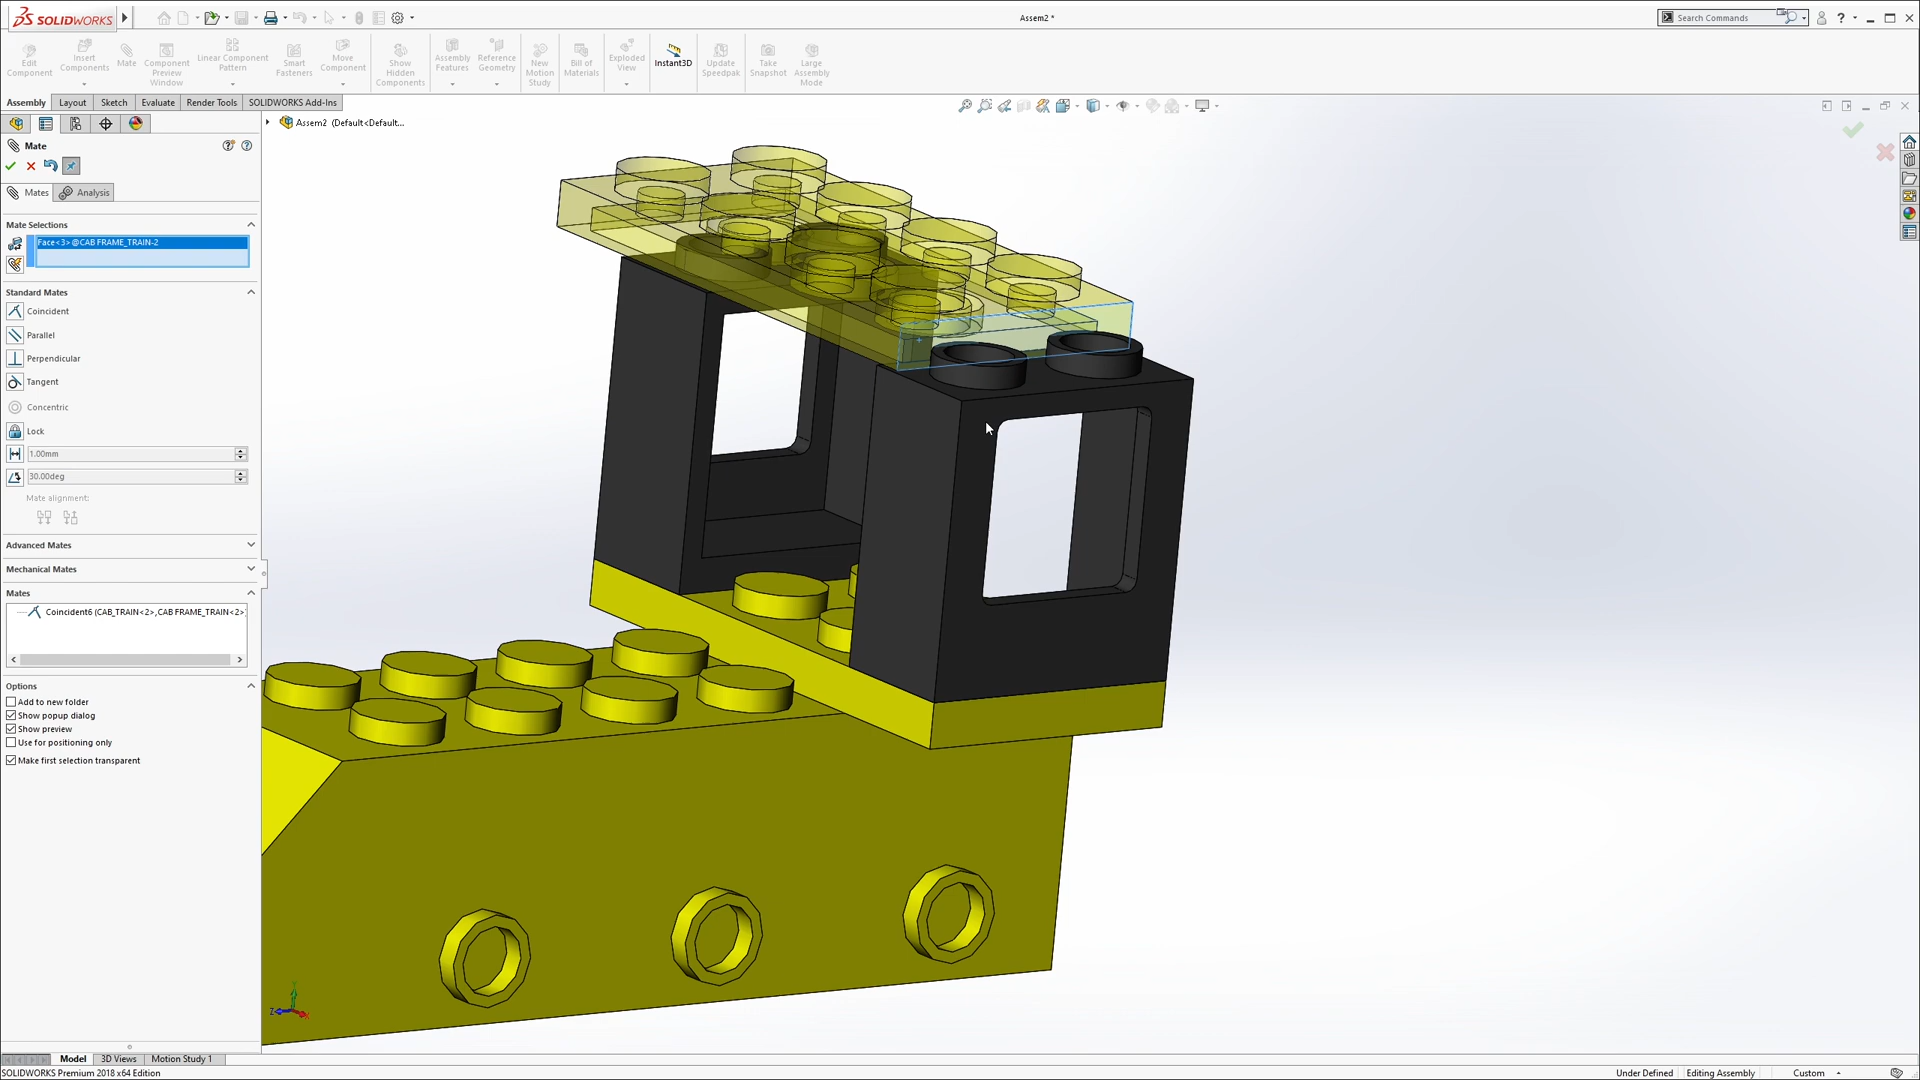 SOLIDWORKS
Assem2 *
Search Commands
Edit Component
Insert Components
Mate
Component Preview Window
Linear Component Pattern
Smart Fasteners
Move Component
Show Hidden Components
Assembly Features
Reference Geometry
New Motion Study
Bill of Materials
Exploded View
Instant3D
Update Speedpak
Take Snapshot
Large Assembly Mode
Assembly
Layout
Sketch
Evaluate
Render Tools
SOLIDWORKS Add-Ins
Assem2 (Default<Default...
Mate
Mates
Analysis
Mate Selections
Face<3>@CAB FRAME_TRAIN-2
Standard Mates
Coincident
Parallel
Perpendicular
Tangent
Concentric
Lock
1.00mm
30.00deg
Mate alignment:
Advanced Mates
Mechanical Mates
Mates
Coincident6 (CAB_TRAIN<2>,CAB FRAME_TRAIN<2>
Options
Add to new folder
Show popup dialog
Show preview
Use for positioning only
Make first selection transparent
Z
Model
3D Views
Motion Study 1
SOLIDWORKS Premium 2018 x64 Edition
Under Defined
Editing Assembly
Custom